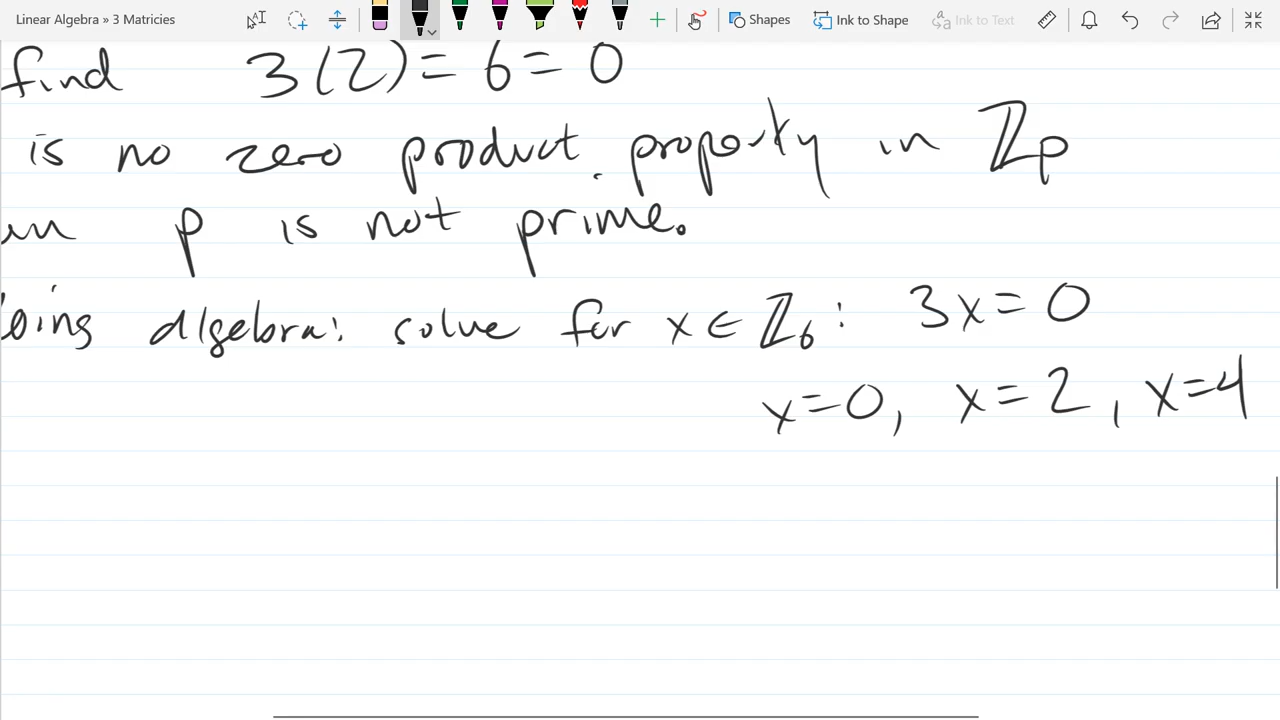 Linear Algebra » 3 Matricies
Shapes
Ink to Shape
Ink to Text
find 3(2) = 6 = 0
is no zero product property in ℤp
p is not prime.
algebra: solve for x ∈ ℤ6 : 3x = 0
x=0, x=2, x=4